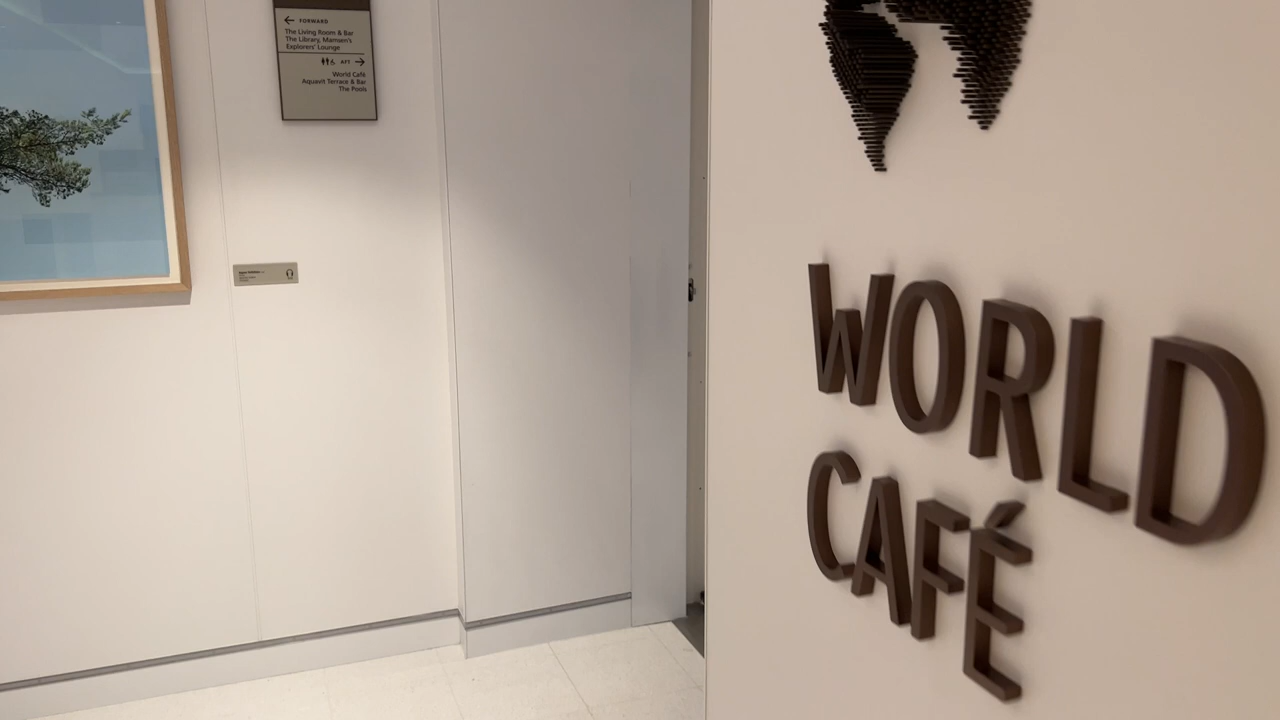 FORWARD
The Living Room & Bar
The Library, Mamsen's
Explorers' Lounge
AFT
World Café
Aquavit Terrace & Bar
The Pools
WORLD
CAFÉ